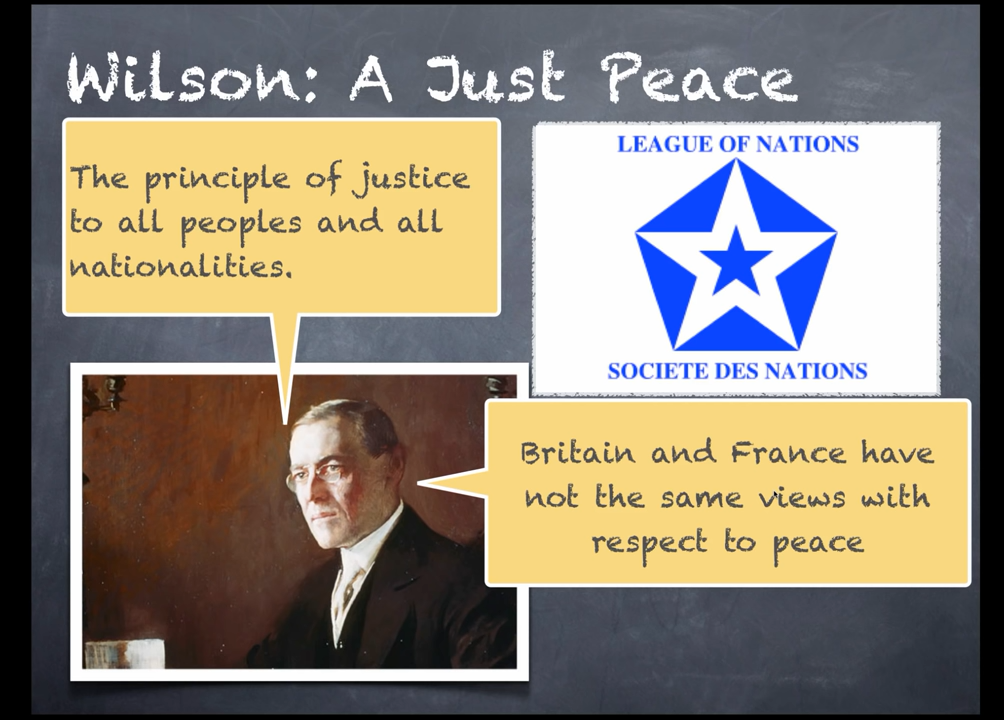 Wilson: A Just Peace
The principle of justice
to all peoples and all
nationalities.
LEAGUE OF NATIONS
SOCIETE DES NATIONS
Britain and France have
not the same views with
respect to peace